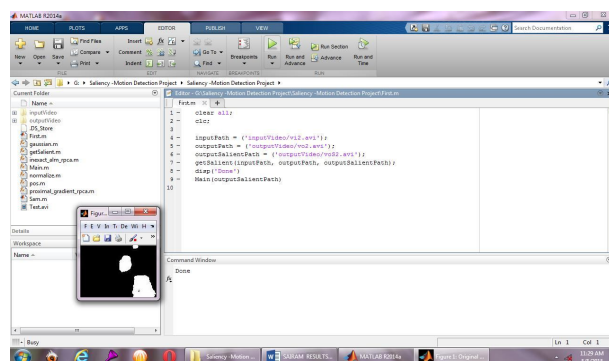 MATLAB R2014a
HOME PLOTS APPS EDITOR PUBLISH VIEW Search Documentation
New Open Save Find Files Compare Print Insert Comment Indent Go To Find Breakpoints Run Run and Advance Run Section Advance Run and Time
FILE EDIT NAVIGATE BREAKPOINTS RUN
G: Saliency -Motion Detection Project Saliency -Motion Detection Project
Current Folder
Name
inputVideo
outputVideo
.DS_Store
First.m
gaussian.m
getSalient.m
inexact_alm_rpca.m
Main.m
normalize.m
pos.m
proximal_gradient_rpca.m
Sam.m
Test.avi
Details
Workspace
Name
Editor - G:\Saliency -Motion Detection Project\Saliency -Motion Detection Project\First.m
First.m
1 - clear all;
2 - clc;
3
4 - inputPath = ('inputVideo/vi2.avi');
5 - outputPath = ('outputVideo/vo2.avi');
6 - outputSalientPath = ('outputVideo/voS2.avi');
7 - getSalient(inputPath, outputPath, outputSalientPath);
8 - disp('Done')
9 - Main(outputSalientPath)
10
Figur...
F E V In T De Wi H
Command Window
Done
fx
Busy Ln 1 Col 1
Saliency -Motion ... SAIRAM RESULTS... MATLAB R2014a Figure 1: Original ... 11:29 AM